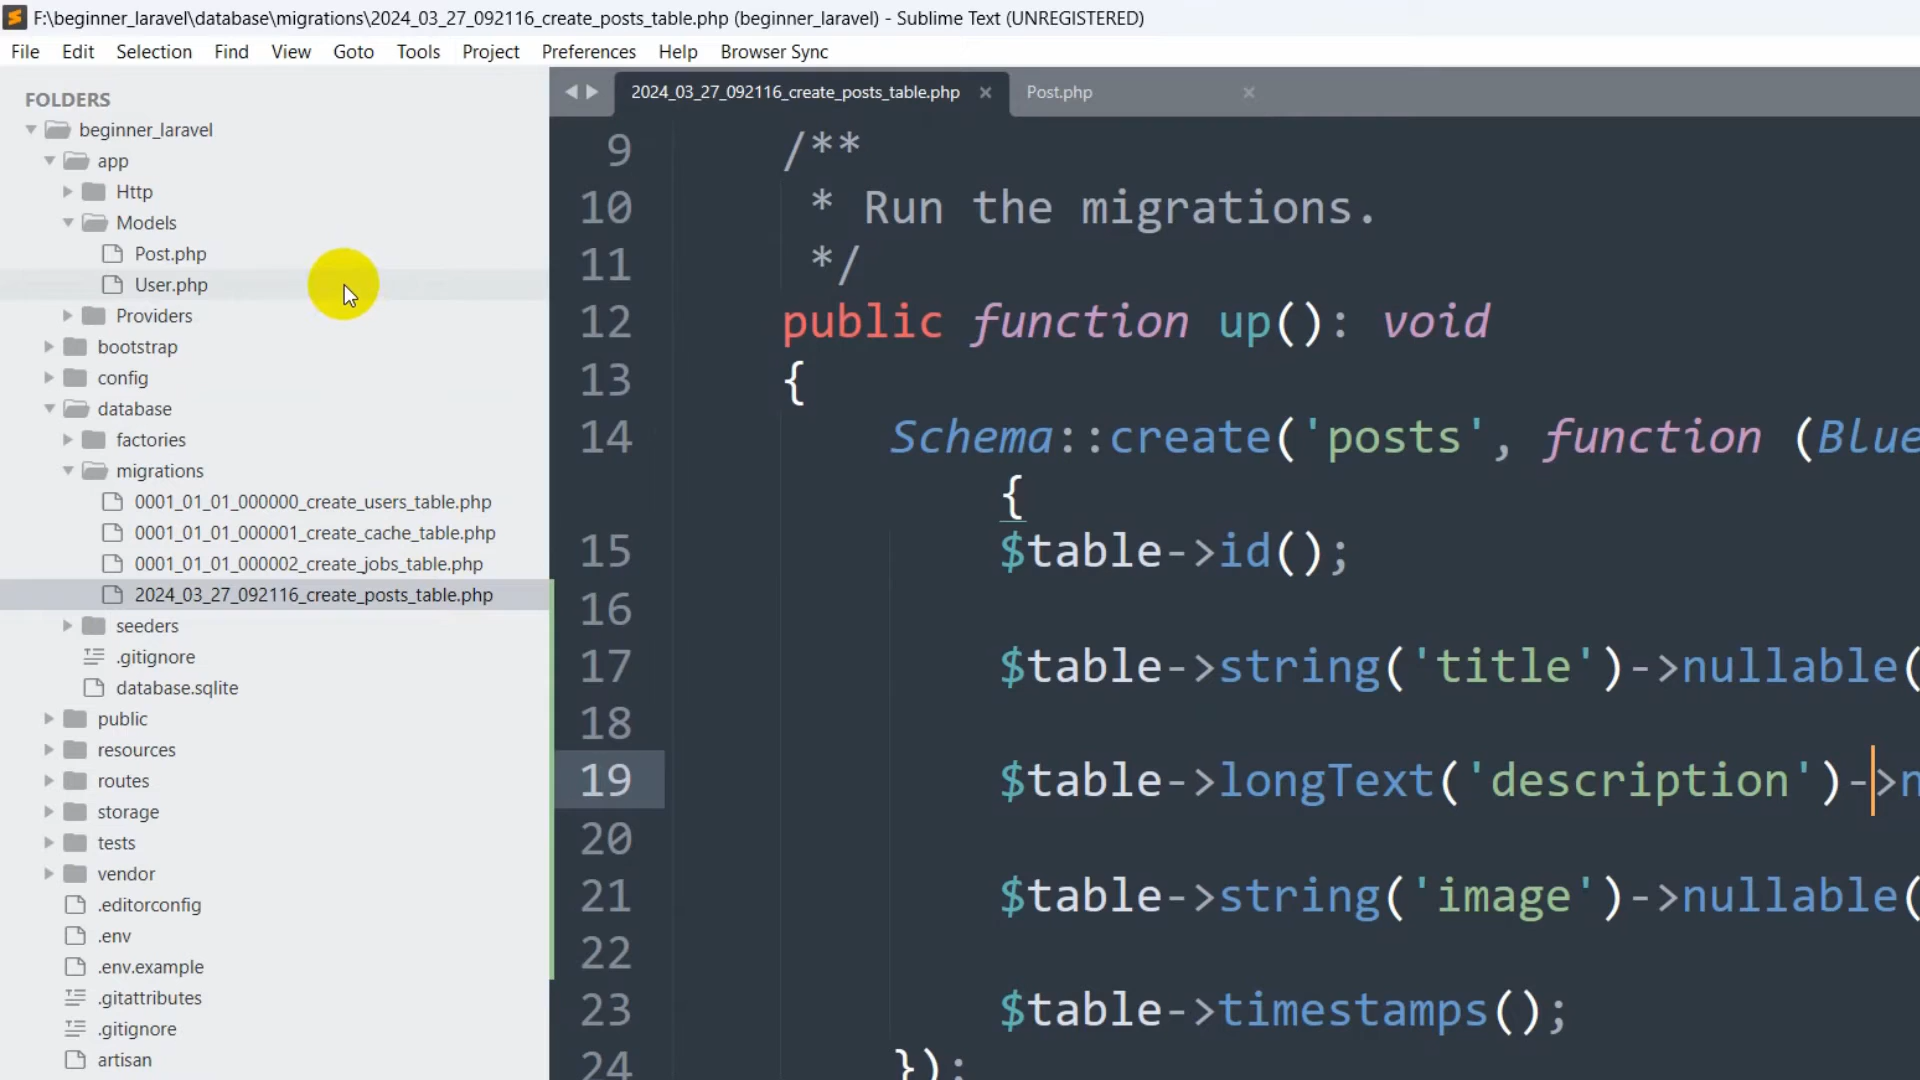 F:\beginner_laravel\database\migrations\2024_03_27_092116_create_posts_table.php (beginner_laravel) - Sublime Text (UNREGISTERED)
File Edit Selection Find View Goto Tools Project Preferences Help Browser Sync
FOLDERS
beginner_laravel
app
Http
Models
Post.php
User.php
Providers
bootstrap
config
database
factories
migrations
0001_01_01_000000_create_users_table.php
0001_01_01_000001_create_cache_table.php
0001_01_01_000002_create_jobs_table.php
2024_03_27_092116_create_posts_table.php
seeders
.gitignore
database.sqlite
public
resources
routes
storage
tests
vendor
.editorconfig
.env
.env.example
.gitattributes
.gitignore
artisan
2024_03_27_092116_create_posts_table.php × Post.php ×
9 /**
10 * Run the migrations.
11 */
12 public function up(): void
13 {
14 Schema::create('posts', function (Blue
{
15 $table->id();
16
17 $table->string('title')->nullable(
18
19 $table->longText('description')->n
20
21 $table->string('image')->nullable(
22
23 $table->timestamps();
24 });